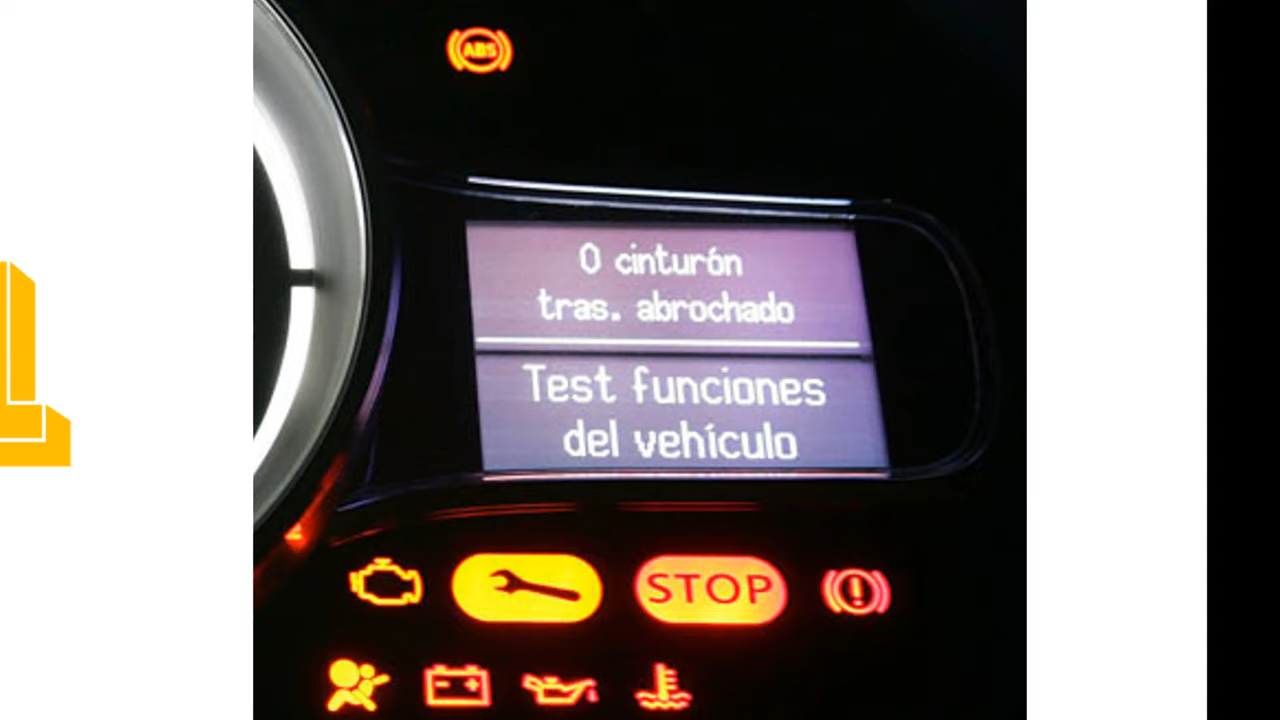 ABS
0 cinturón
tras. abrochado
Test funciones
del vehículo
STOP